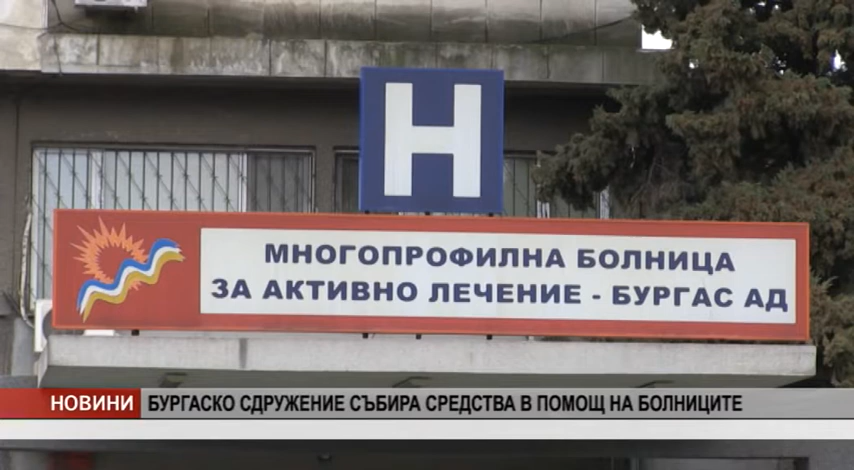 H
МНОГОПРОФИЛНА БОЛНИЦА
ЗА АКТИВНО ЛЕЧЕНИЕ - БУРГАС АД
НОВИНИ БУРГАСКО СДРУЖЕНИЕ СЪБИРА СРЕДСТВА В ПОМОЩ НА БОЛНИЦИТЕ